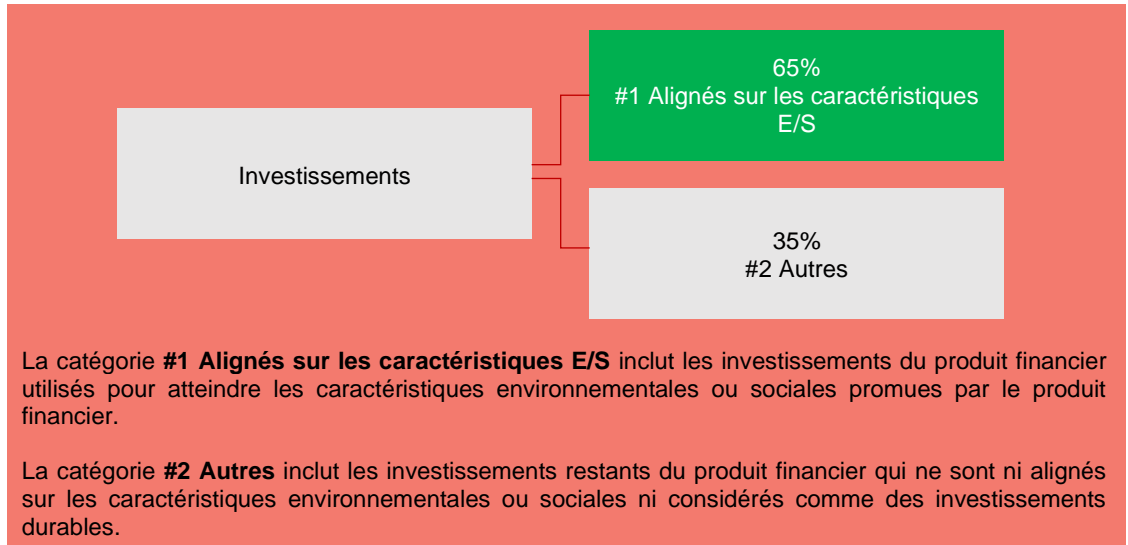 65%
#1 Alignés sur les caractéristiques
E/S
Investissements
35%
#2 Autres
La catégorie #1 Alignés sur les caractéristiques E/S inclut les investissements du produit financier
utilisés pour atteindre les caractéristiques environnementales ou sociales promues par le produit
financier.
La catégorie #2 Autres inclut les investissements restants du produit financier qui ne sont ni alignés
sur les caractéristiques environnementales ou sociales ni considérés comme des investissements
durables.